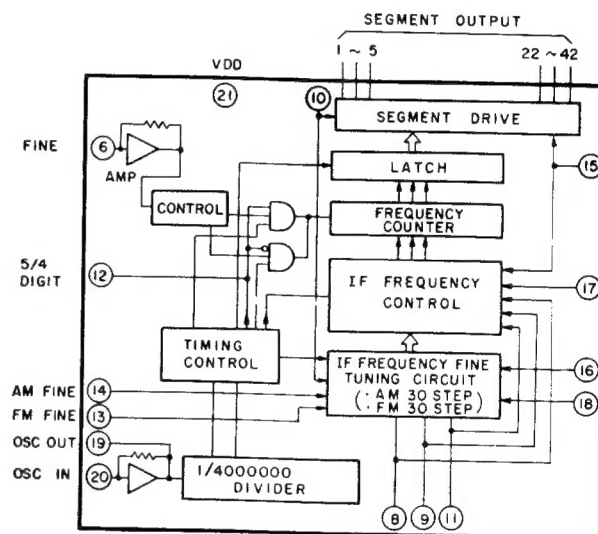 SEGMENT OUTPUT
1 ~ 5
22 ~ 42
VDD
21
10
SEGMENT DRIVE
FINE
6
AMP
LATCH
15
CONTROL
FREQUENCY
COUNTER
5/4
DIGIT
12
IF FREQUENCY
CONTROL
17
TIMING
CONTROL
IF FREQUENCY FINE
TUNING CIRCUIT
(· AM 30 STEP)
(· FM 30 STEP)
16
18
AM FINE
14
FM FINE
13
OSC OUT
19
OSC IN
20
1/4000000
DIVIDER
8
9
11